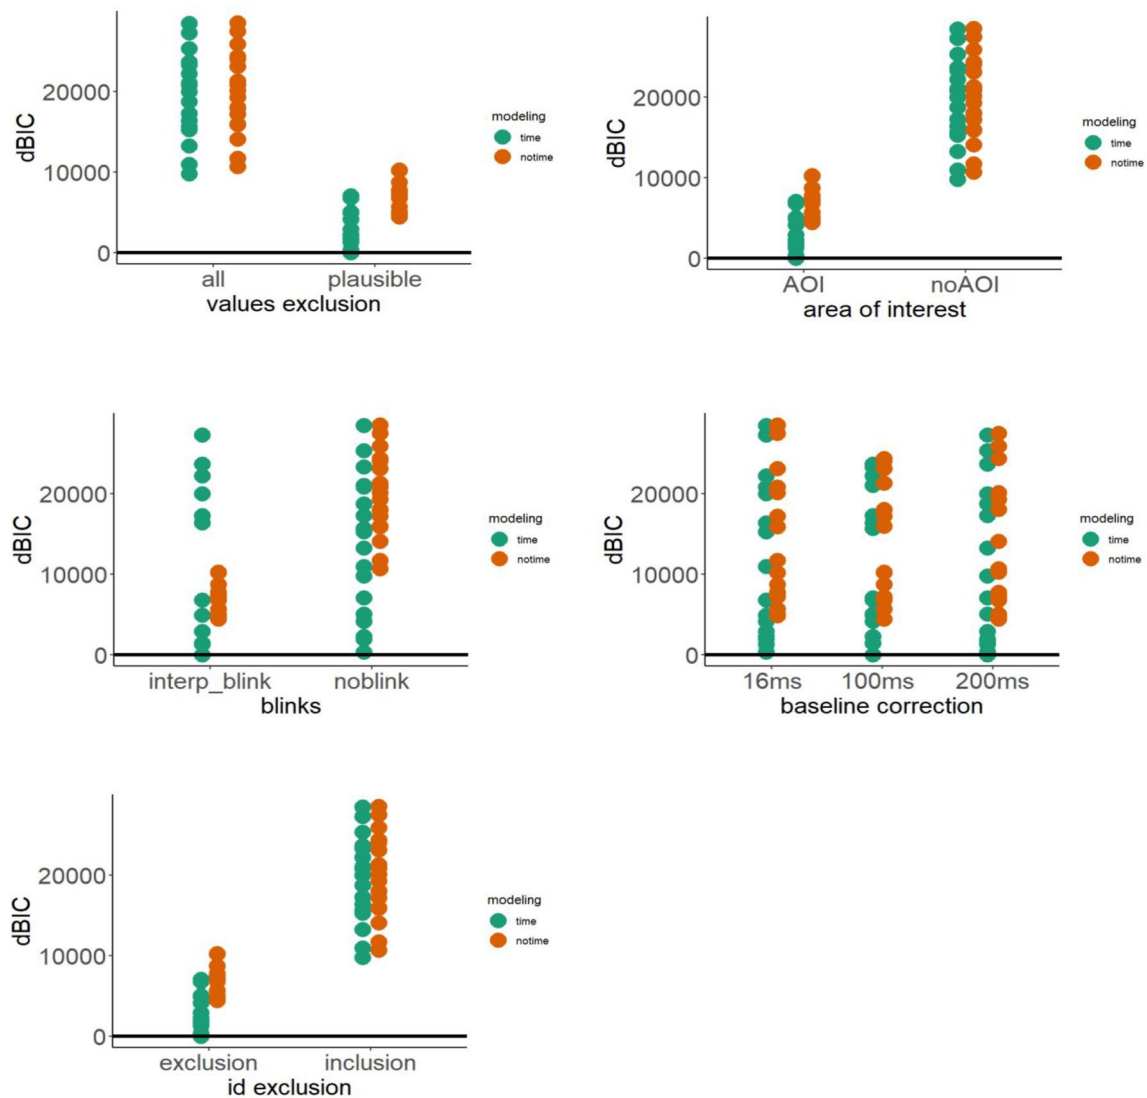 dBIC
20000
10000
0
all plausible
values exclusion
modeling
time
notime
dBIC
20000
10000
0
AOI noAOI
area of interest
modeling
time
notime
dBIC
20000
10000
0
interp_blink noblink
blinks
modeling
time
notime
dBIC
20000
10000
0
16ms 100ms 200ms
baseline correction
modeling
time
notime
dBIC
20000
10000
0
exclusion inclusion
id exclusion
modeling
time
notime